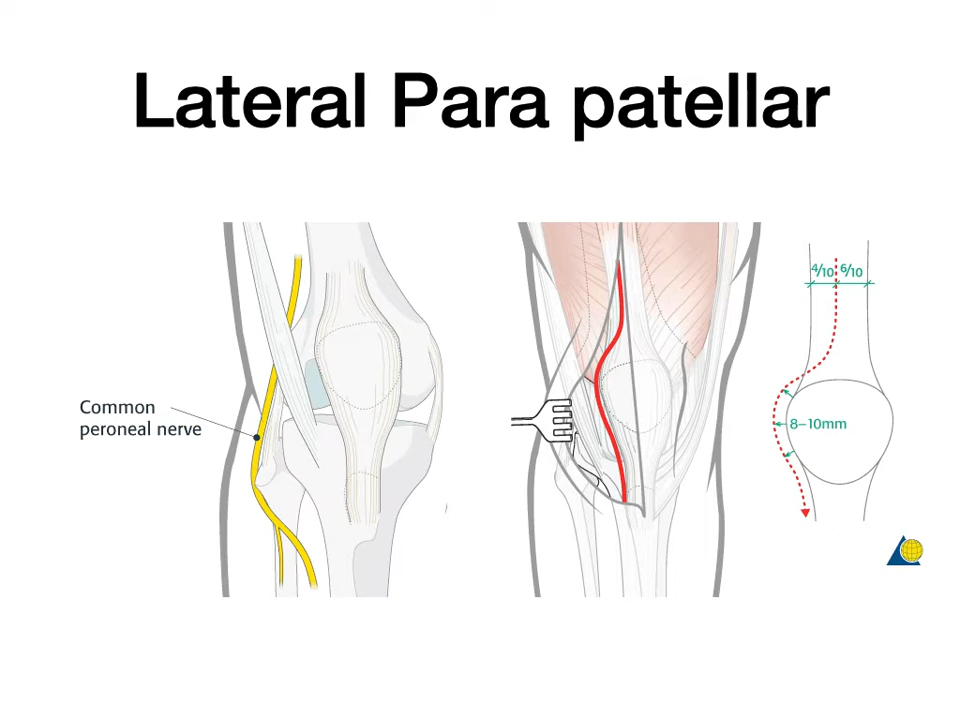 Lateral Para patellar
Common
peroneal nerve
4/10 6/10
8–10mm